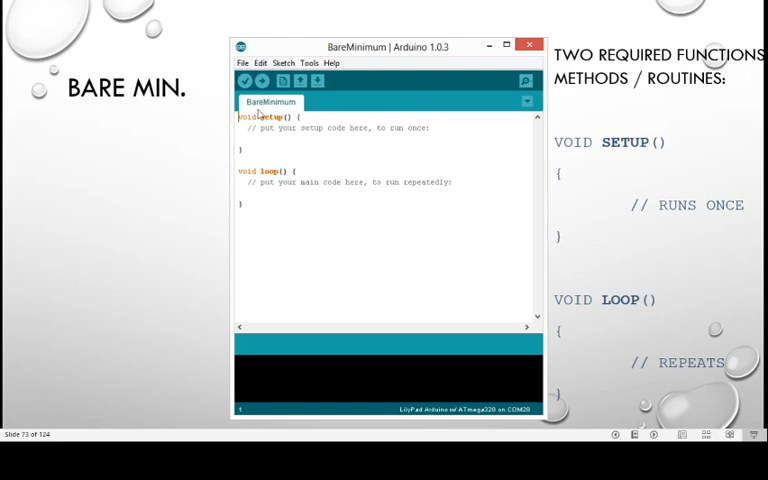 BARE MIN.
BareMinimum | Arduino 1.0.3
File Edit Sketch Tools Help
BareMinimum
void setup() {
// put your setup code here, to run once:
}
void loop() {
// put your main code here, to run repeatedly:
}
1
LilyPad Arduino w/ ATmega328 on COM28
TWO REQUIRED FUNCTIONS
METHODS / ROUTINES:
VOID SETUP()
{
// RUNS ONCE
}
VOID LOOP()
{
// REPEATS
}
Slide 73 of 124